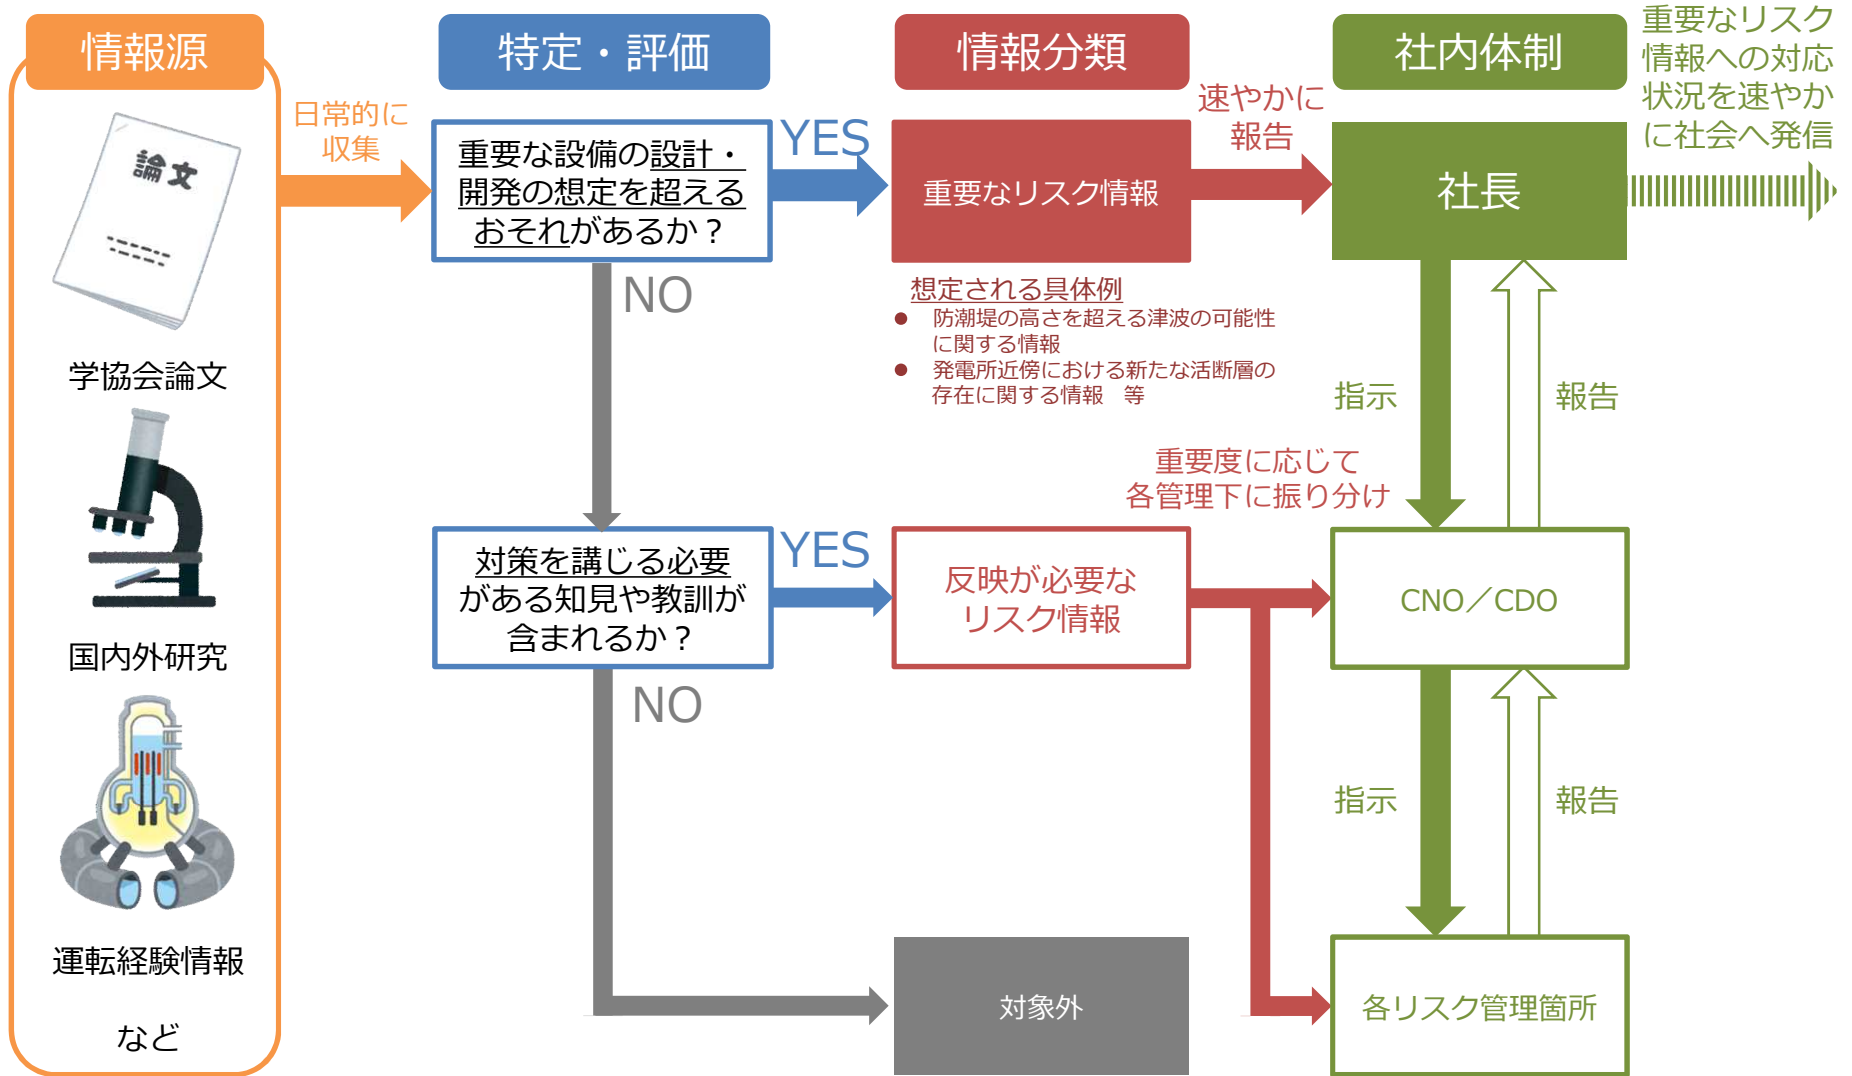 情報源
論文
学協会論文
国内外研究
運転経験情報
など
日常的に
収集
特定・評価
重要な設備の設計・
開発の想定を超える
おそれがあるか？
YES
NO
対策を講じる必要
がある知見や教訓が
含まれるか？
YES
NO
情報分類
重要なリスク情報
想定される具体例
● 防潮堤の高さを超える津波の可能性
に関する情報
● 発電所近傍における新たな活断層の
存在に関する情報　等
速やかに
報告
重要度に応じて
各管理下に振り分け
反映が必要な
リスク情報
対象外
社内体制
社長
指示
報告
CNO／CDO
指示
報告
各リスク管理箇所
重要なリスク
情報への対応
状況を速やか
に社会へ発信